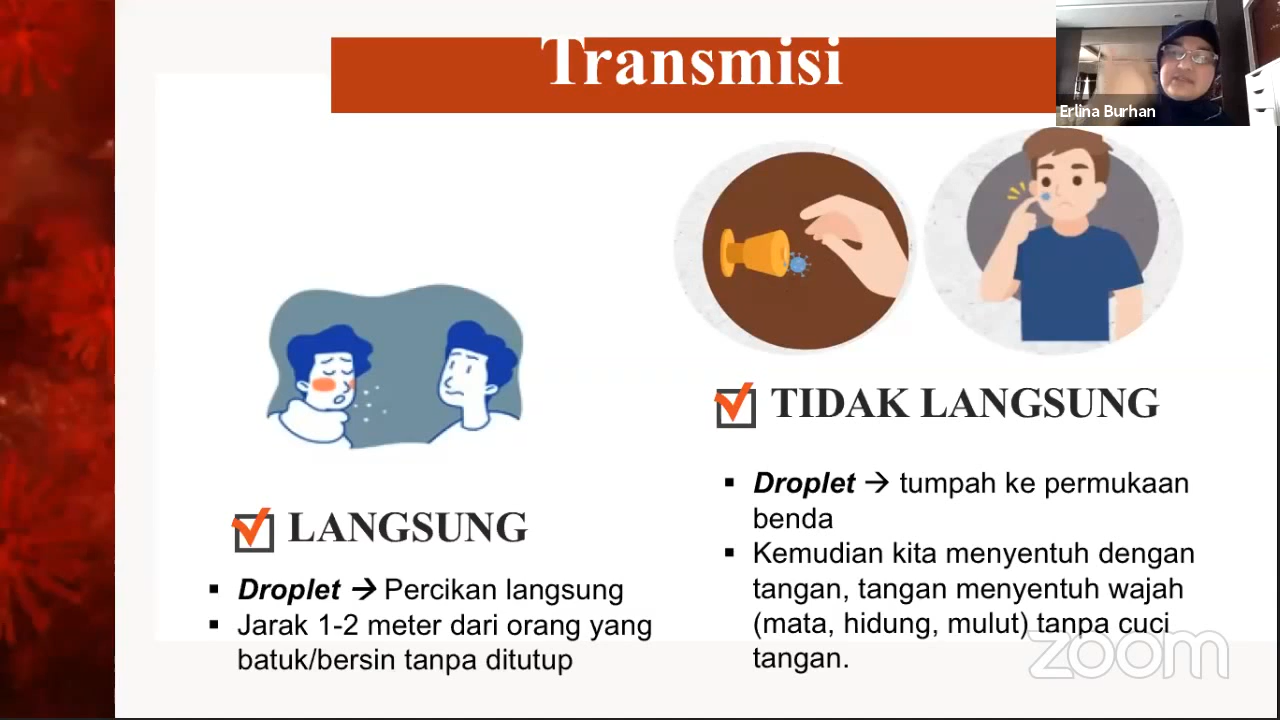 Transmisi
Erlina Burhan
LANGSUNG
▪ Droplet → Percikan langsung
▪ Jarak 1-2 meter dari orang yang
batuk/bersin tanpa ditutup
TIDAK LANGSUNG
▪ Droplet → tumpah ke permukaan
benda
▪ Kemudian kita menyentuh dengan
tangan, tangan menyentuh wajah
(mata, hidung, mulut) tanpa cuci
tangan.
zoom